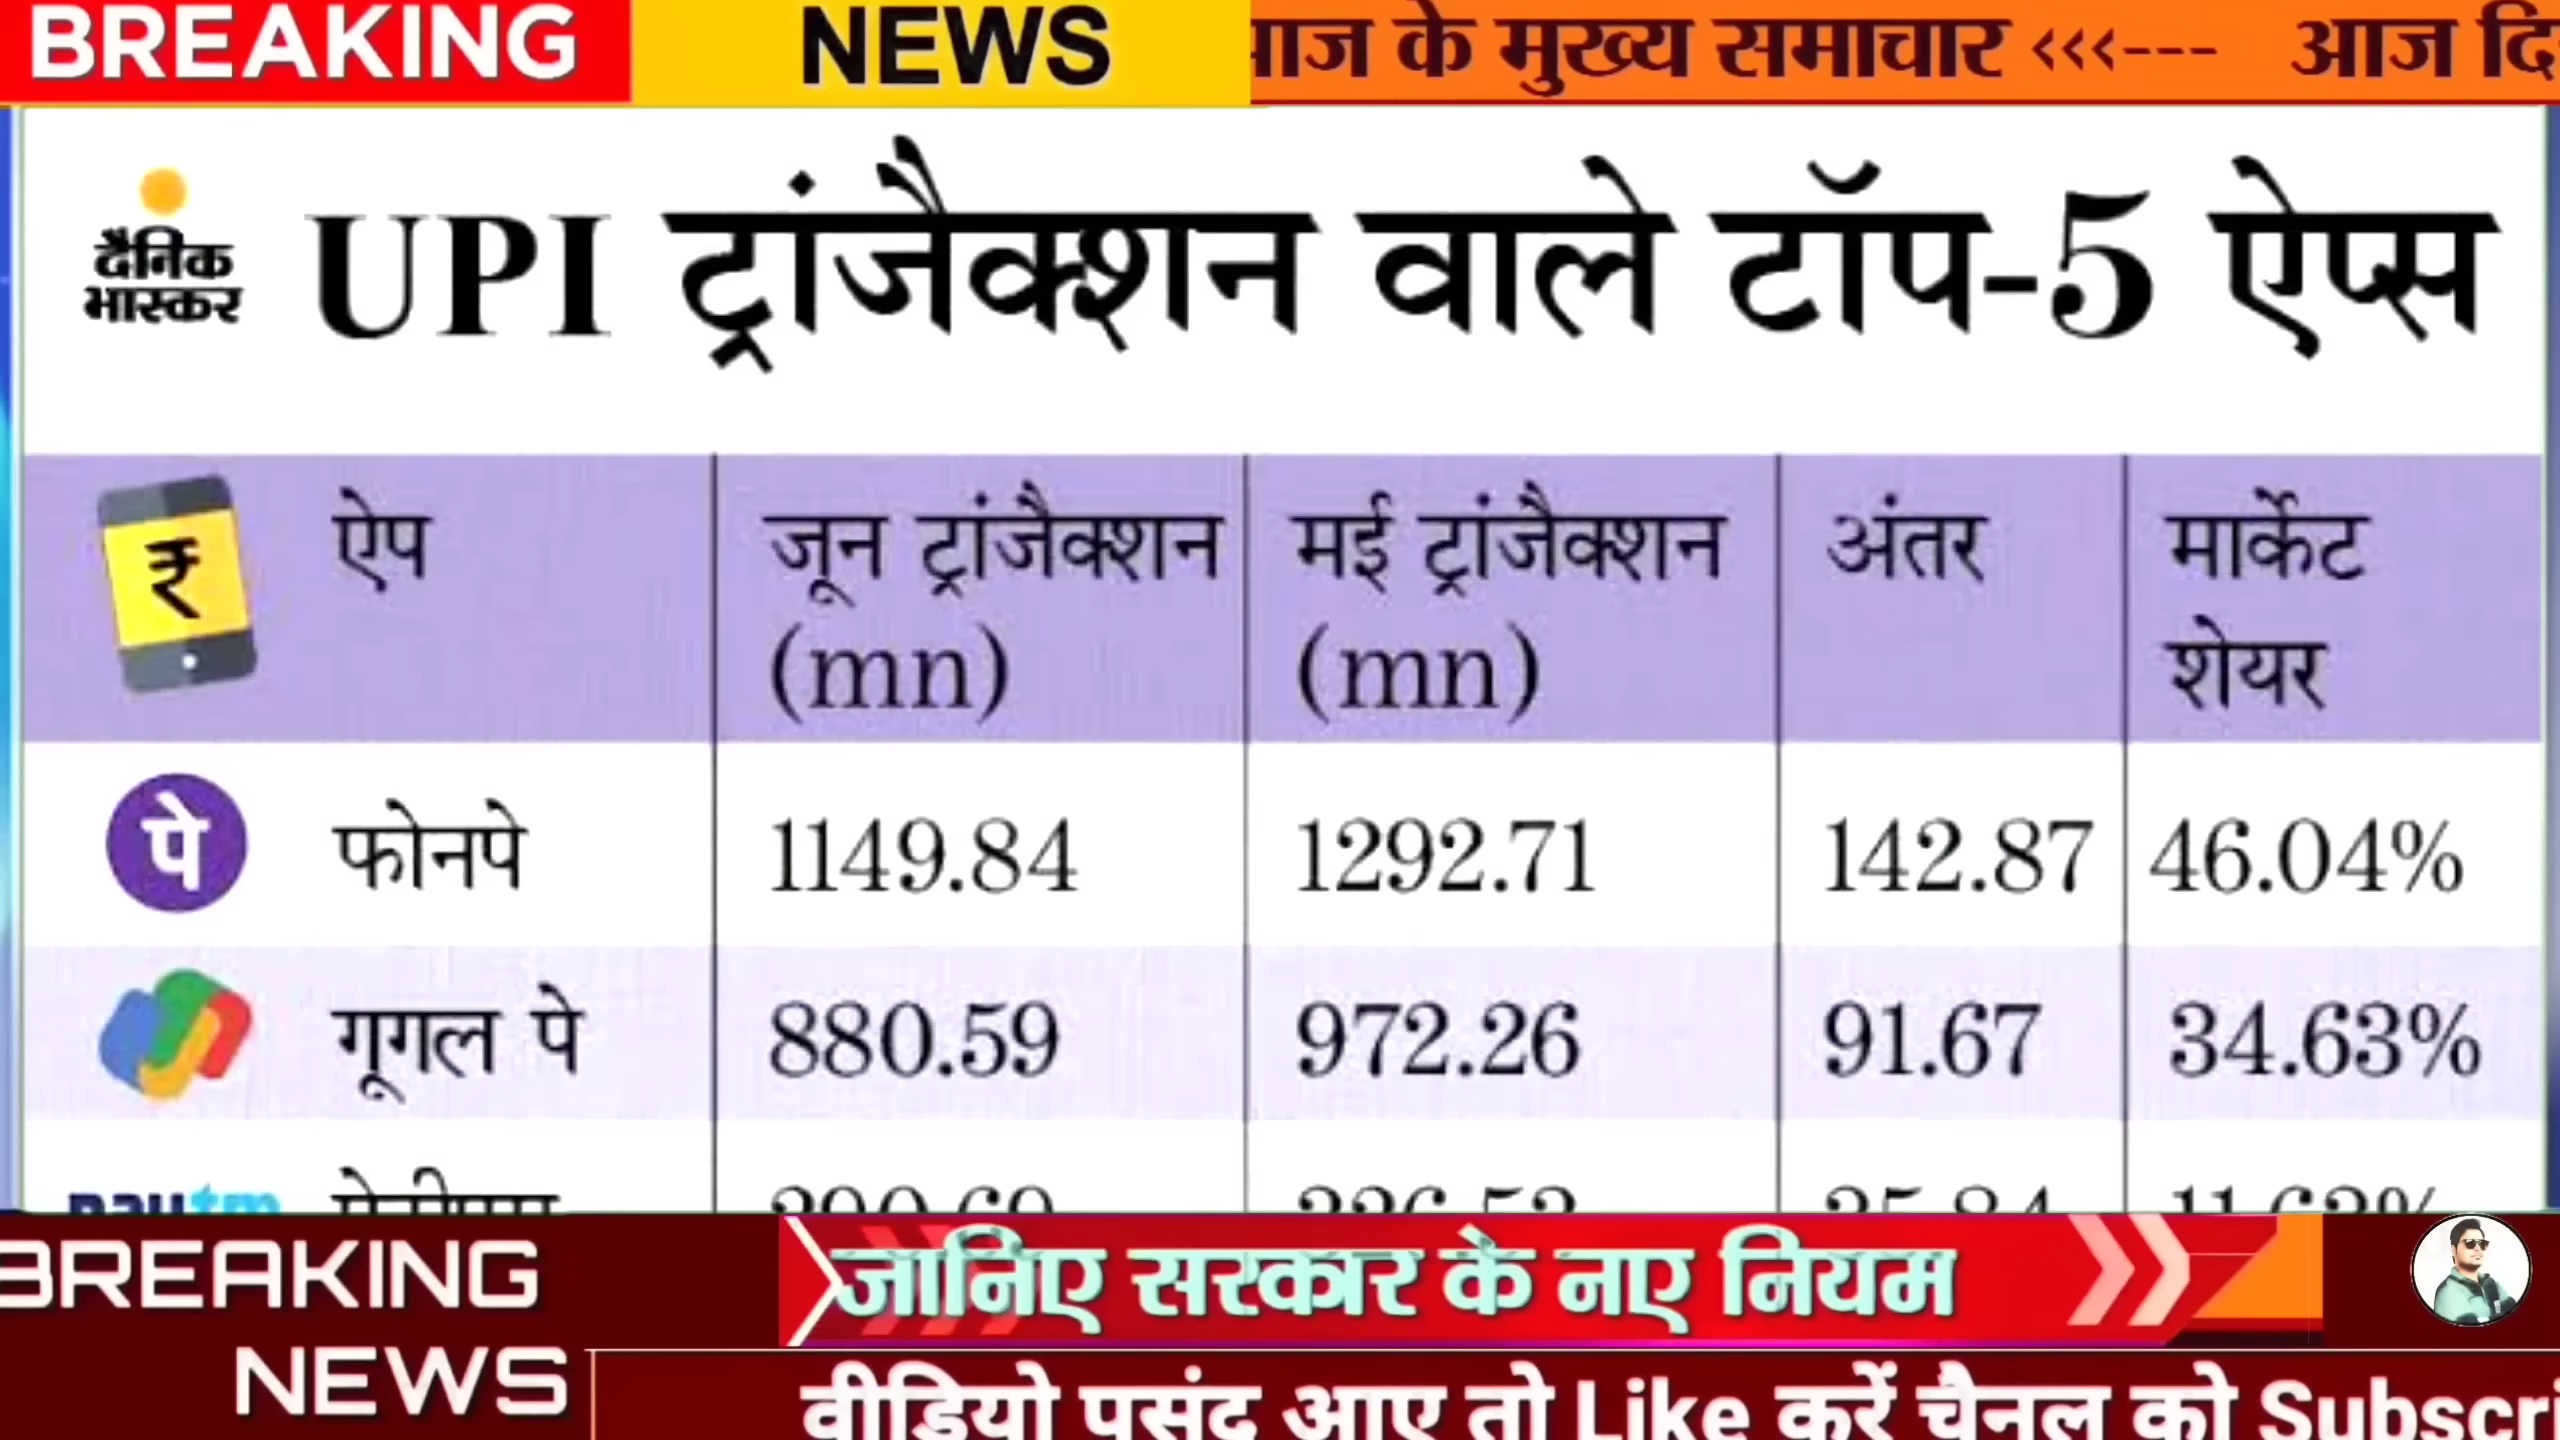 BREAKING NEWS आज के मुख्य समाचार <<<--- आज
दैनिक
भास्कर
UPI ट्रांजैक्शन वाले टॉप-5 ऐप्स
₹ ऐप जून ट्रांजैक्शन (mn) मई ट्रांजैक्शन (mn) अंतर मार्केट शेयर
पे फोनपे 1149.84 1292.71 142.87 46.04%
गूगल पे 880.59 972.26 91.67 34.63%
paytm
BREAKING
NEWS
जानिए सरकार के नए नियम
वीडियो पसंद आए तो Like करें चैनल को